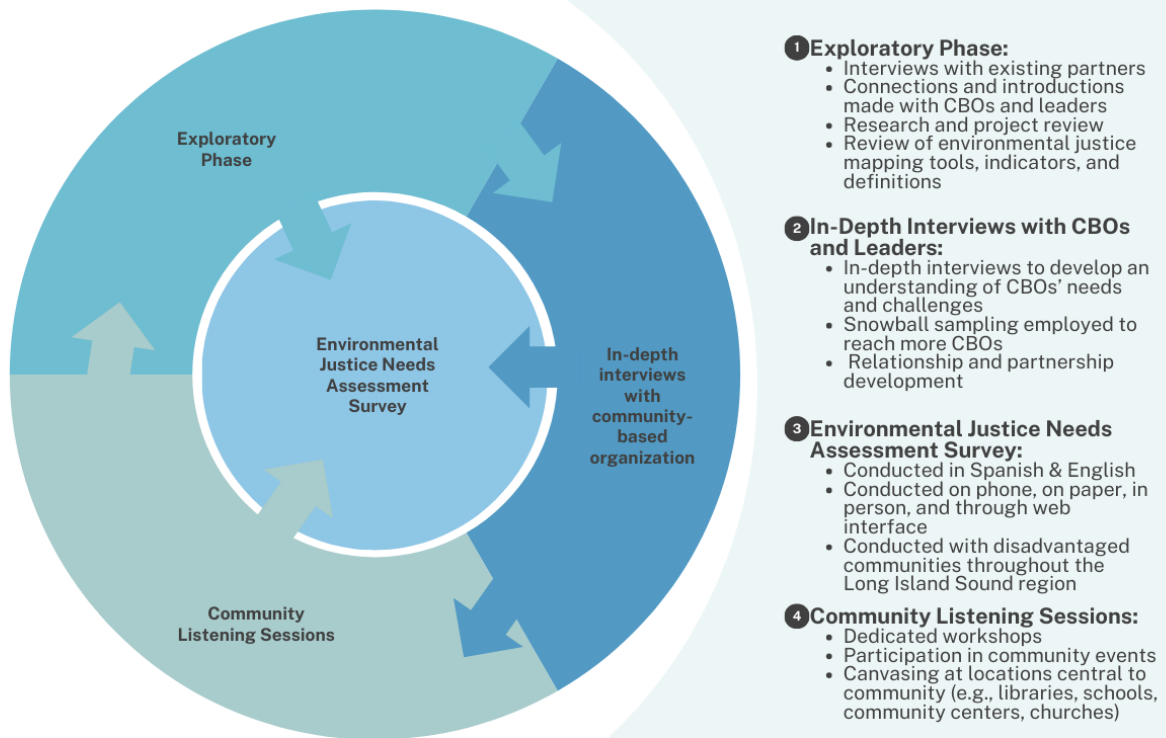 Exploratory
Phase
Environmental
Justice Needs
Assessment
Survey
In-depth
interviews
with
community-
based
organization
Community
Listening Sessions
1 Exploratory Phase:
• Interviews with existing partners
• Connections and introductions
made with CBOs and leaders
• Research and project review
• Review of environmental justice
mapping tools, indicators, and
definitions
2 In-Depth Interviews with CBOs
and Leaders:
• In-depth interviews to develop an
understanding of CBOs’ needs
and challenges
• Snowball sampling employed to
reach more CBOs
• Relationship and partnership
development
3 Environmental Justice Needs
Assessment Survey:
• Conducted in Spanish & English
• Conducted on phone, on paper, in
person, and through web
interface
• Conducted with disadvantaged
communities throughout the
Long Island Sound region
4 Community Listening Sessions:
• Dedicated workshops
• Participation in community events
• Canvasing at locations central to
community (e.g., libraries, schools,
community centers, churches)